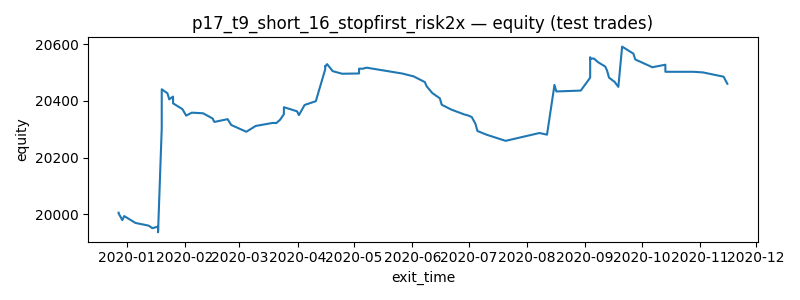 p17_t9_short_16_stopfirst_risk2x — equity (test trades)
20600
20400
20200
20000
equity
2020-01 2020-02 2020-03 2020-04 2020-05 2020-06 2020-07 2020-08 2020-09 2020-10 2020-11 2020-12
exit_time